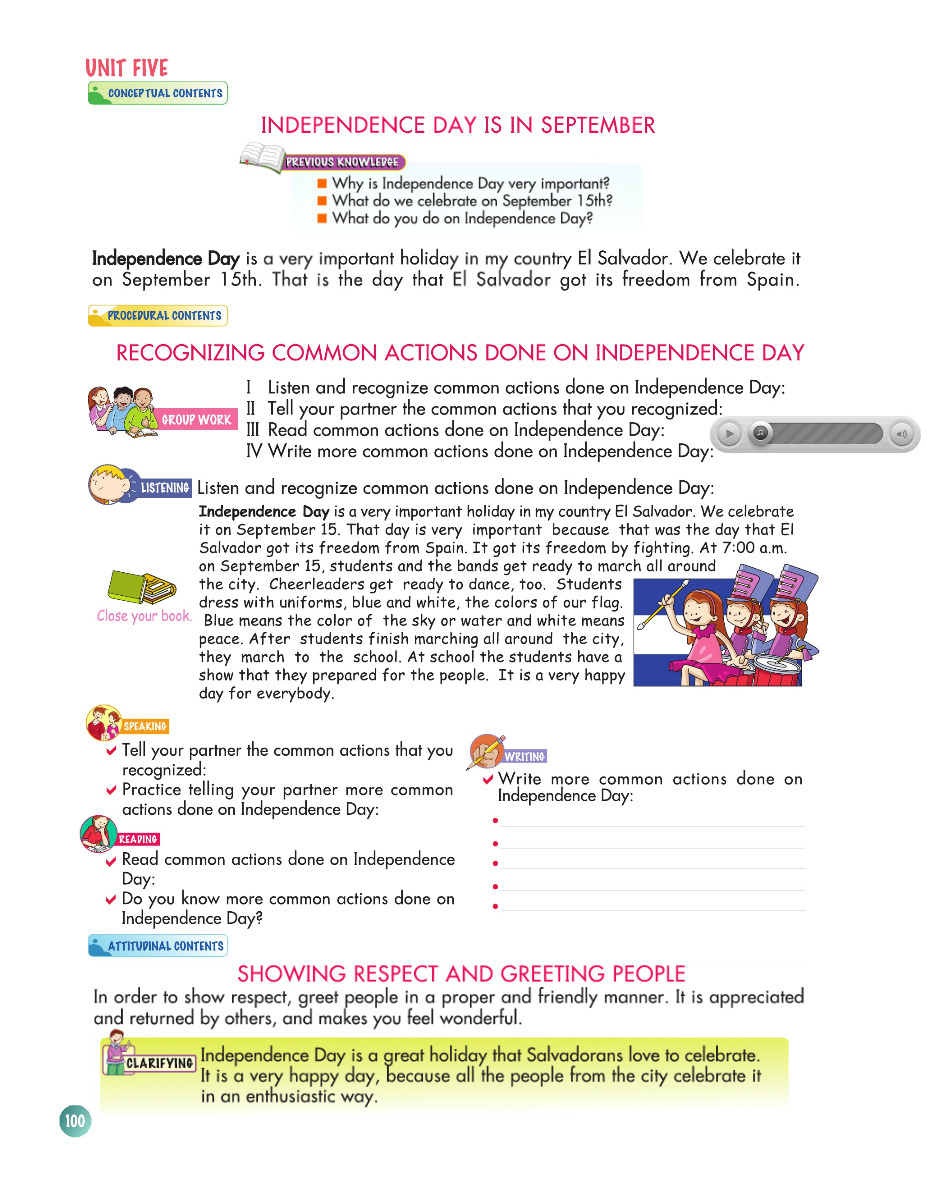 UNIT FIVE
CONCEPTUAL CONTENTS
INDEPENDENCE DAY IS IN SEPTEMBER
PREVIOUS KNOWLEDGE
Why is Independence Day very important?
What do we celebrate on September 15th?
What do you do on Independence Day?
Independence Day is a very important holiday in my country El Salvador. We celebrate it
on September 15th. That is the day that El Salvador got its freedom from Spain.
PROCEDURAL CONTENTS
RECOGNIZING COMMON ACTIONS DONE ON INDEPENDENCE DAY
GROUP WORK
I Listen and recognize common actions done on Independence Day:
II Tell your partner the common actions that you recognized:
III Read common actions done on Independence Day:
IV Write more common actions done on Independence Day:
LISTENING Listen and recognize common actions done on Independence Day:
Independence Day is a very important holiday in my country El Salvador. We celebrate
it on September 15. That day is very important because that was the day that El
Salvador got its freedom from Spain. It got its freedom by fighting. At 7:00 a.m.
on September 15, students and the bands get ready to march all around
the city. Cheerleaders get ready to dance, too. Students
dress with uniforms, blue and white, the colors of our flag.
Blue means the color of the sky or water and white means
peace. After students finish marching all around the city,
they march to the school. At school the students have a
show that they prepared for the people. It is a very happy
day for everybody.
Close your book.
SPEAKING
Tell your partner the common actions that you
recognized:
Practice telling your partner more common
actions done on Independence Day:
READING
Read common actions done on Independence
Day:
Do you know more common actions done on
Independence Day?
WRITING
Write more common actions done on
Independence Day:
ATTITUDINAL CONTENTS
SHOWING RESPECT AND GREETING PEOPLE
In order to show respect, greet people in a proper and friendly manner. It is appreciated
and returned by others, and makes you feel wonderful.
CLARIFYING
Independence Day is a great holiday that Salvadorans love to celebrate.
It is a very happy day, because all the people from the city celebrate it
in an enthusiastic way.
100